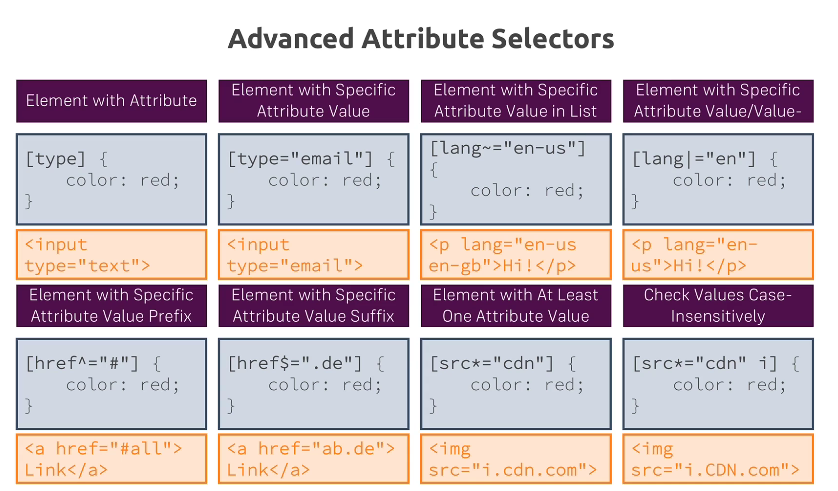 Advanced Attribute Selectors
Element with Attribute
[type] {
color: red;
}
<input
type="text">
Element with Specific
Attribute Value
[type="email"] {
color: red;
}
<input
type="email">
Element with Specific
Attribute Value in List
[lang~="en-us"]
{
color: red;
}
<p lang="en-us
en-gb">Hi!</p>
Element with Specific
Attribute Value/Value-
[lang|="en"] {
color: red;
}
<p lang="en-
us">Hi!</p>
Element with Specific
Attribute Value Prefix
[href^="#"] {
color: red;
}
<a href="#all">
Link</a>
Element with Specific
Attribute Value Suffix
[href$=".de"] {
color: red;
}
<a href="ab.de">
Link</a>
Element with At Least
One Attribute Value
[src*="cdn"] {
color: red;
}
<img
src="i.cdn.com">
Check Values Case-
Insensitively
[src*="cdn" i] {
color: red;
}
<img
src="i.CDN.com">